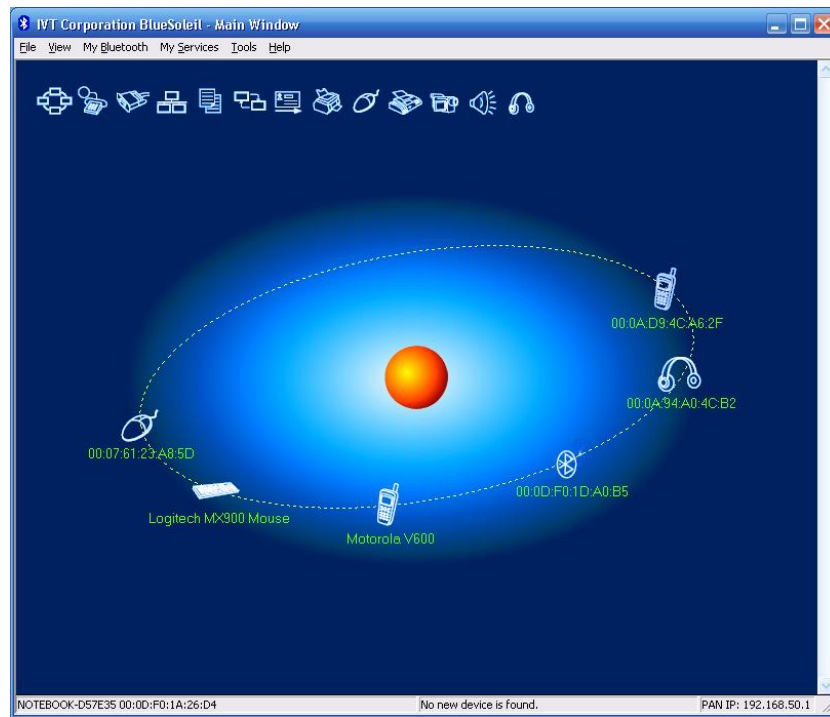 IVT Corporation BlueSoleil - Main Window
File View My Bluetooth My Services Tools Help
00:0A:D9:4C:A6:2F
00:0A:94:A0:4C:B2
00:07:61:23:A8:5D
00:0D:F0:1D:A0:B5
Logitech MX900 Mouse
Motorola V600
NOTEBOOK-D57E35 00:0D:F0:1A:26:D4 No new device is found. PAN IP: 192.168.50.1